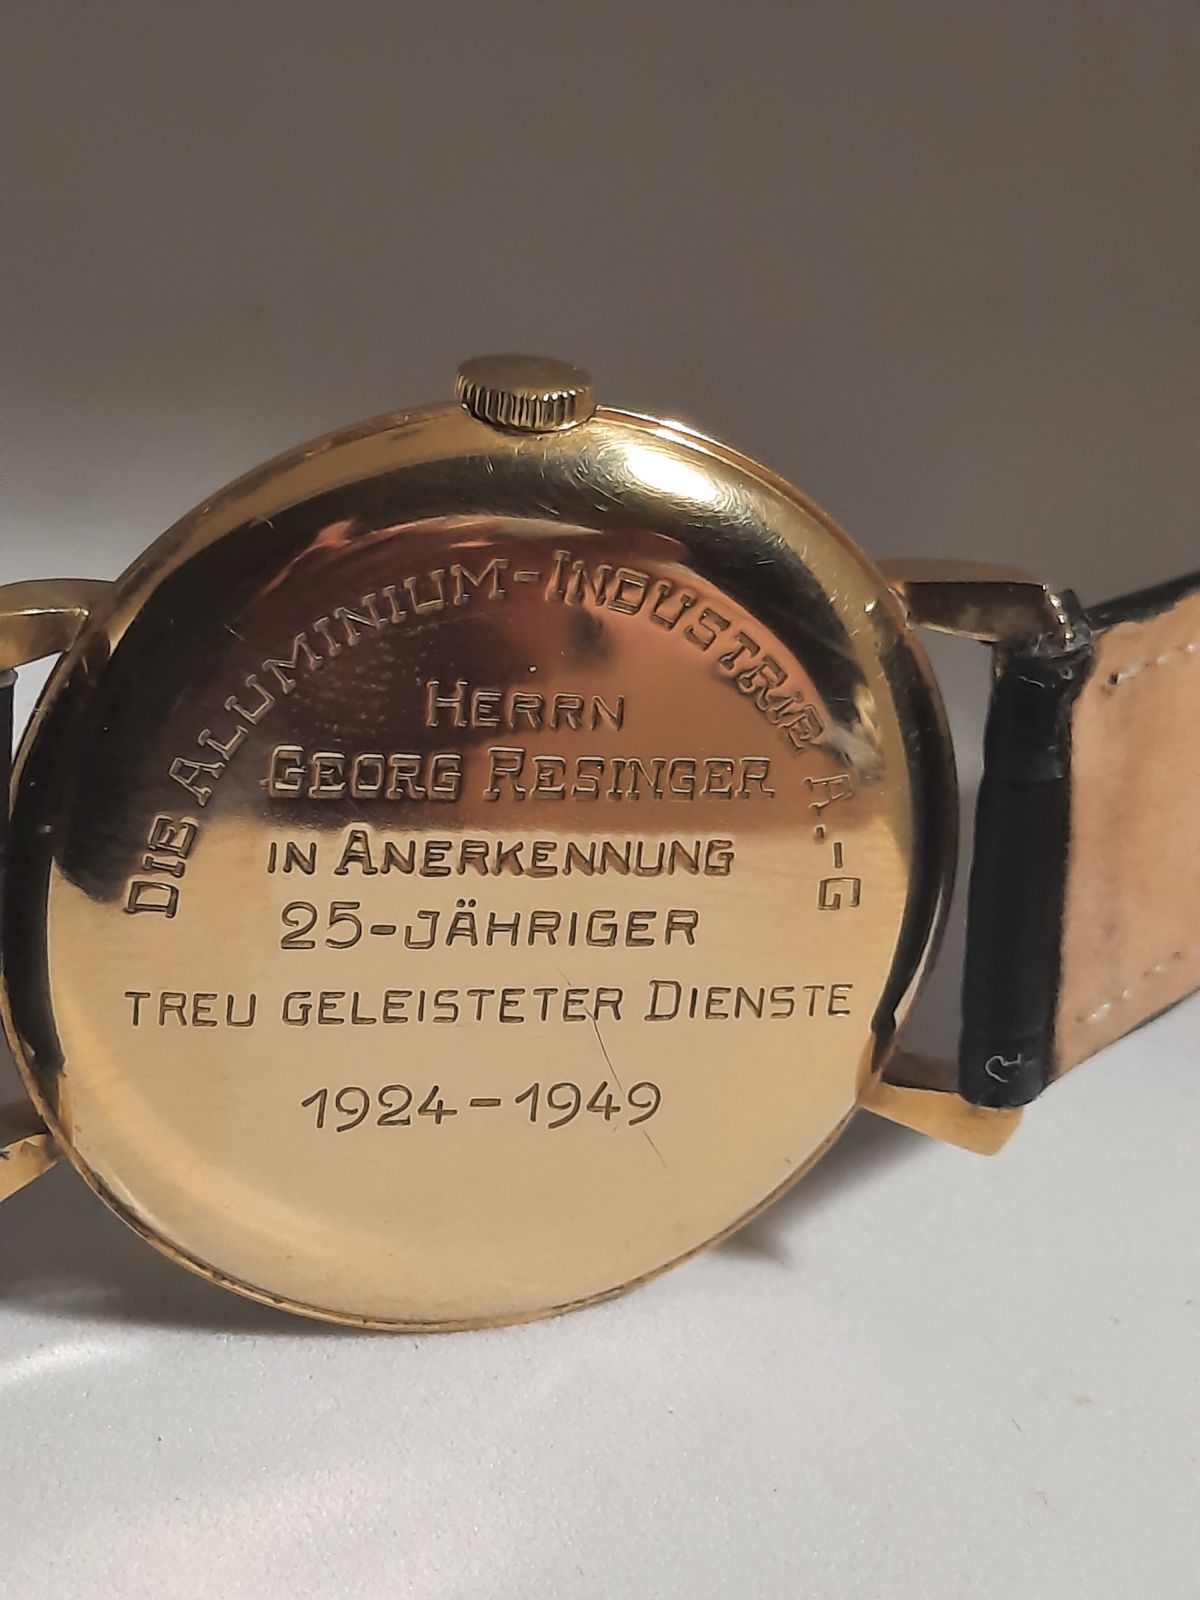 DIE ALUMINIUM-INDUSTRIE A.-G
HERRN
GEORG RESINGER
IN ANERKENNUNG
25-JÄHRIGER
TREU GELEISTETER DIENSTE
1924-1949